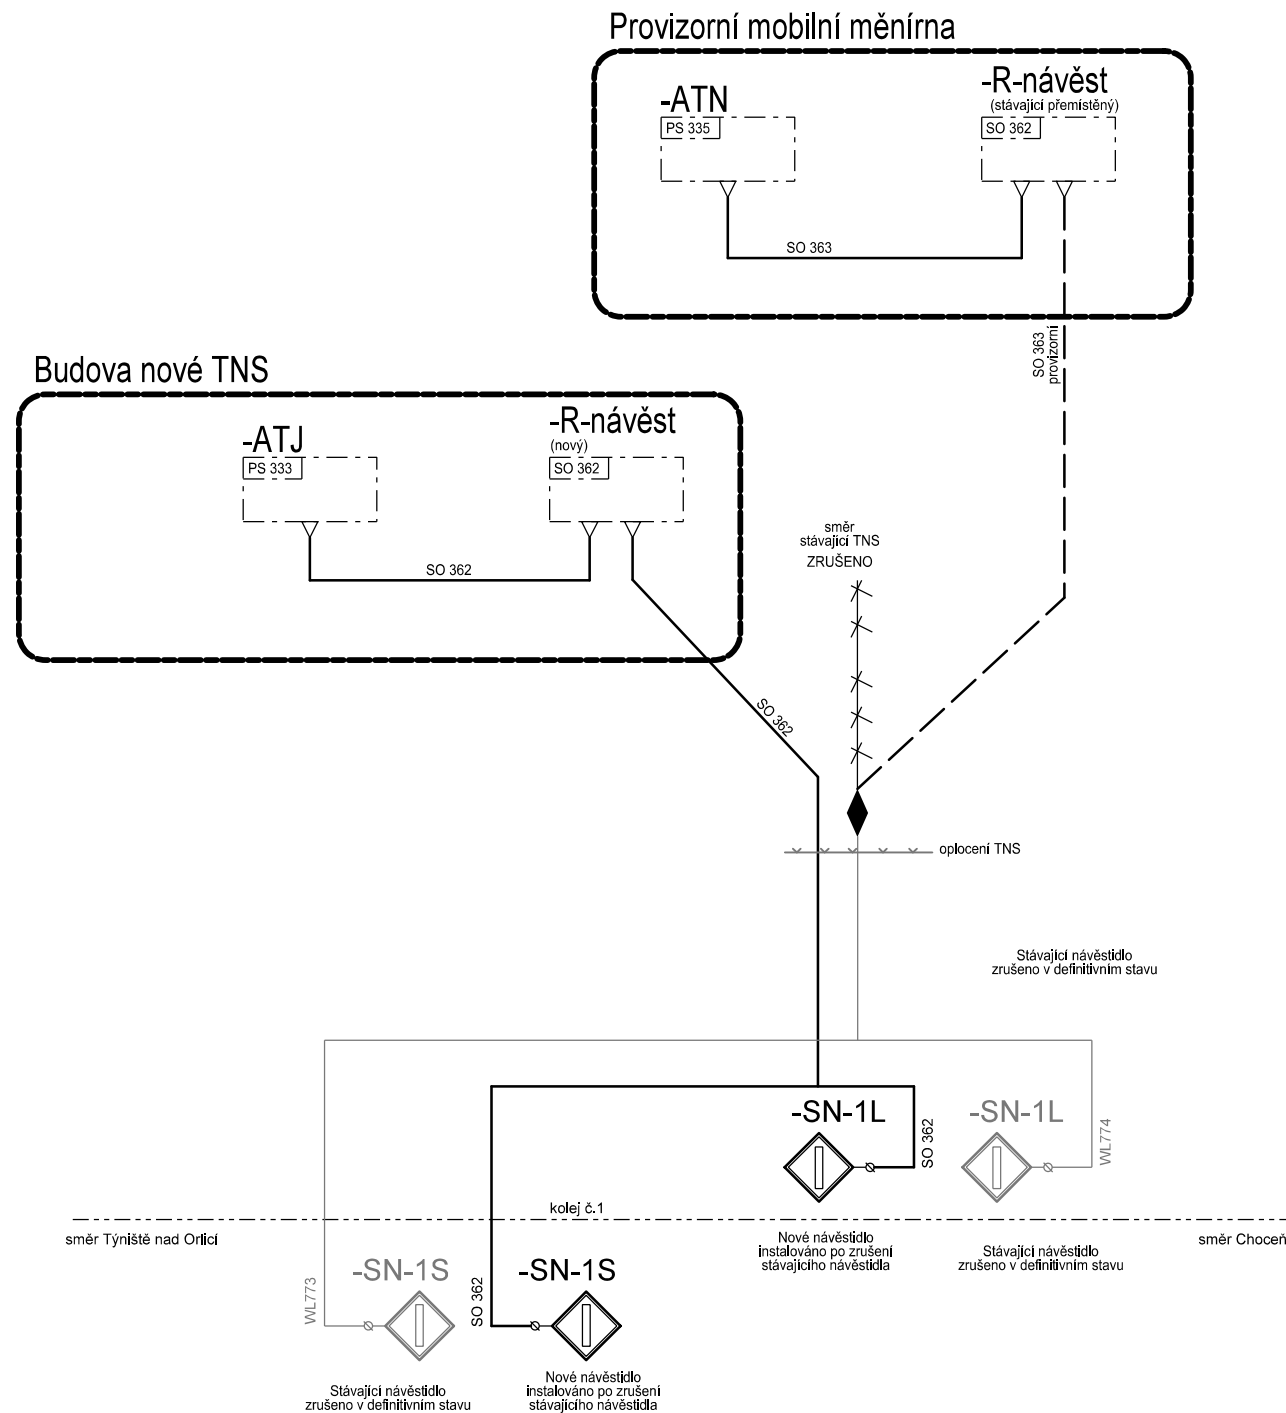 Provizorní mobilní měnírna
-ATN
PS 335
-R-návěst
(stávající přemístěný)
SO 362
SO 363
SO 363
provizorní
Budova nové TNS
-ATJ
PS 333
-R-návěst
(nový)
SO 362
SO 362
směr
stávající TNS
ZRUŠENO
SO 362
oplocení TNS
Stávající návěstidlo
zrušeno v definitivním stavu
-SN-1L
SO 362
-SN-1L
WL774
kolej č.1
směr Týniště nad Orlicí
směr Choceň
Nové návěstidlo
instalováno po zrušení
stávajícího návěstidla
Stávající návěstidlo
zrušeno v definitivním stavu
WL773
-SN-1S
SO 362
-SN-1S
Stávající návěstidlo
zrušeno v definitivním stavu
Nové návěstidlo
instalováno po zrušení
stávajícího návěstidla